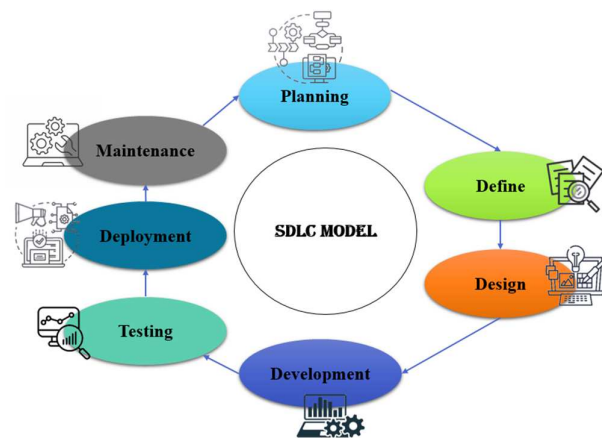 Planning
Define
Design
Development
Testing
Deployment
Maintenance
SDLC MODEL